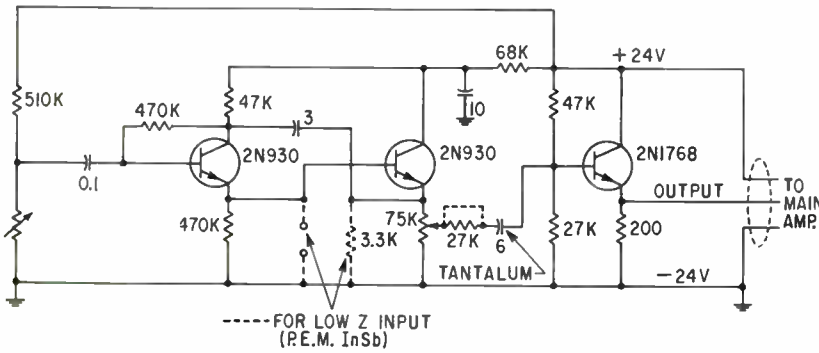 68K
+24V
510K
470K
47K
3
10
47K
0.1
2N930
2N930
2N1768
OUTPUT
TO
MAIN
AMP.
470K
3.3K
75K
27K
6
27K
200
TANTALUM
-24V
----FOR LOW Z INPUT
(P.E.M. InSb)